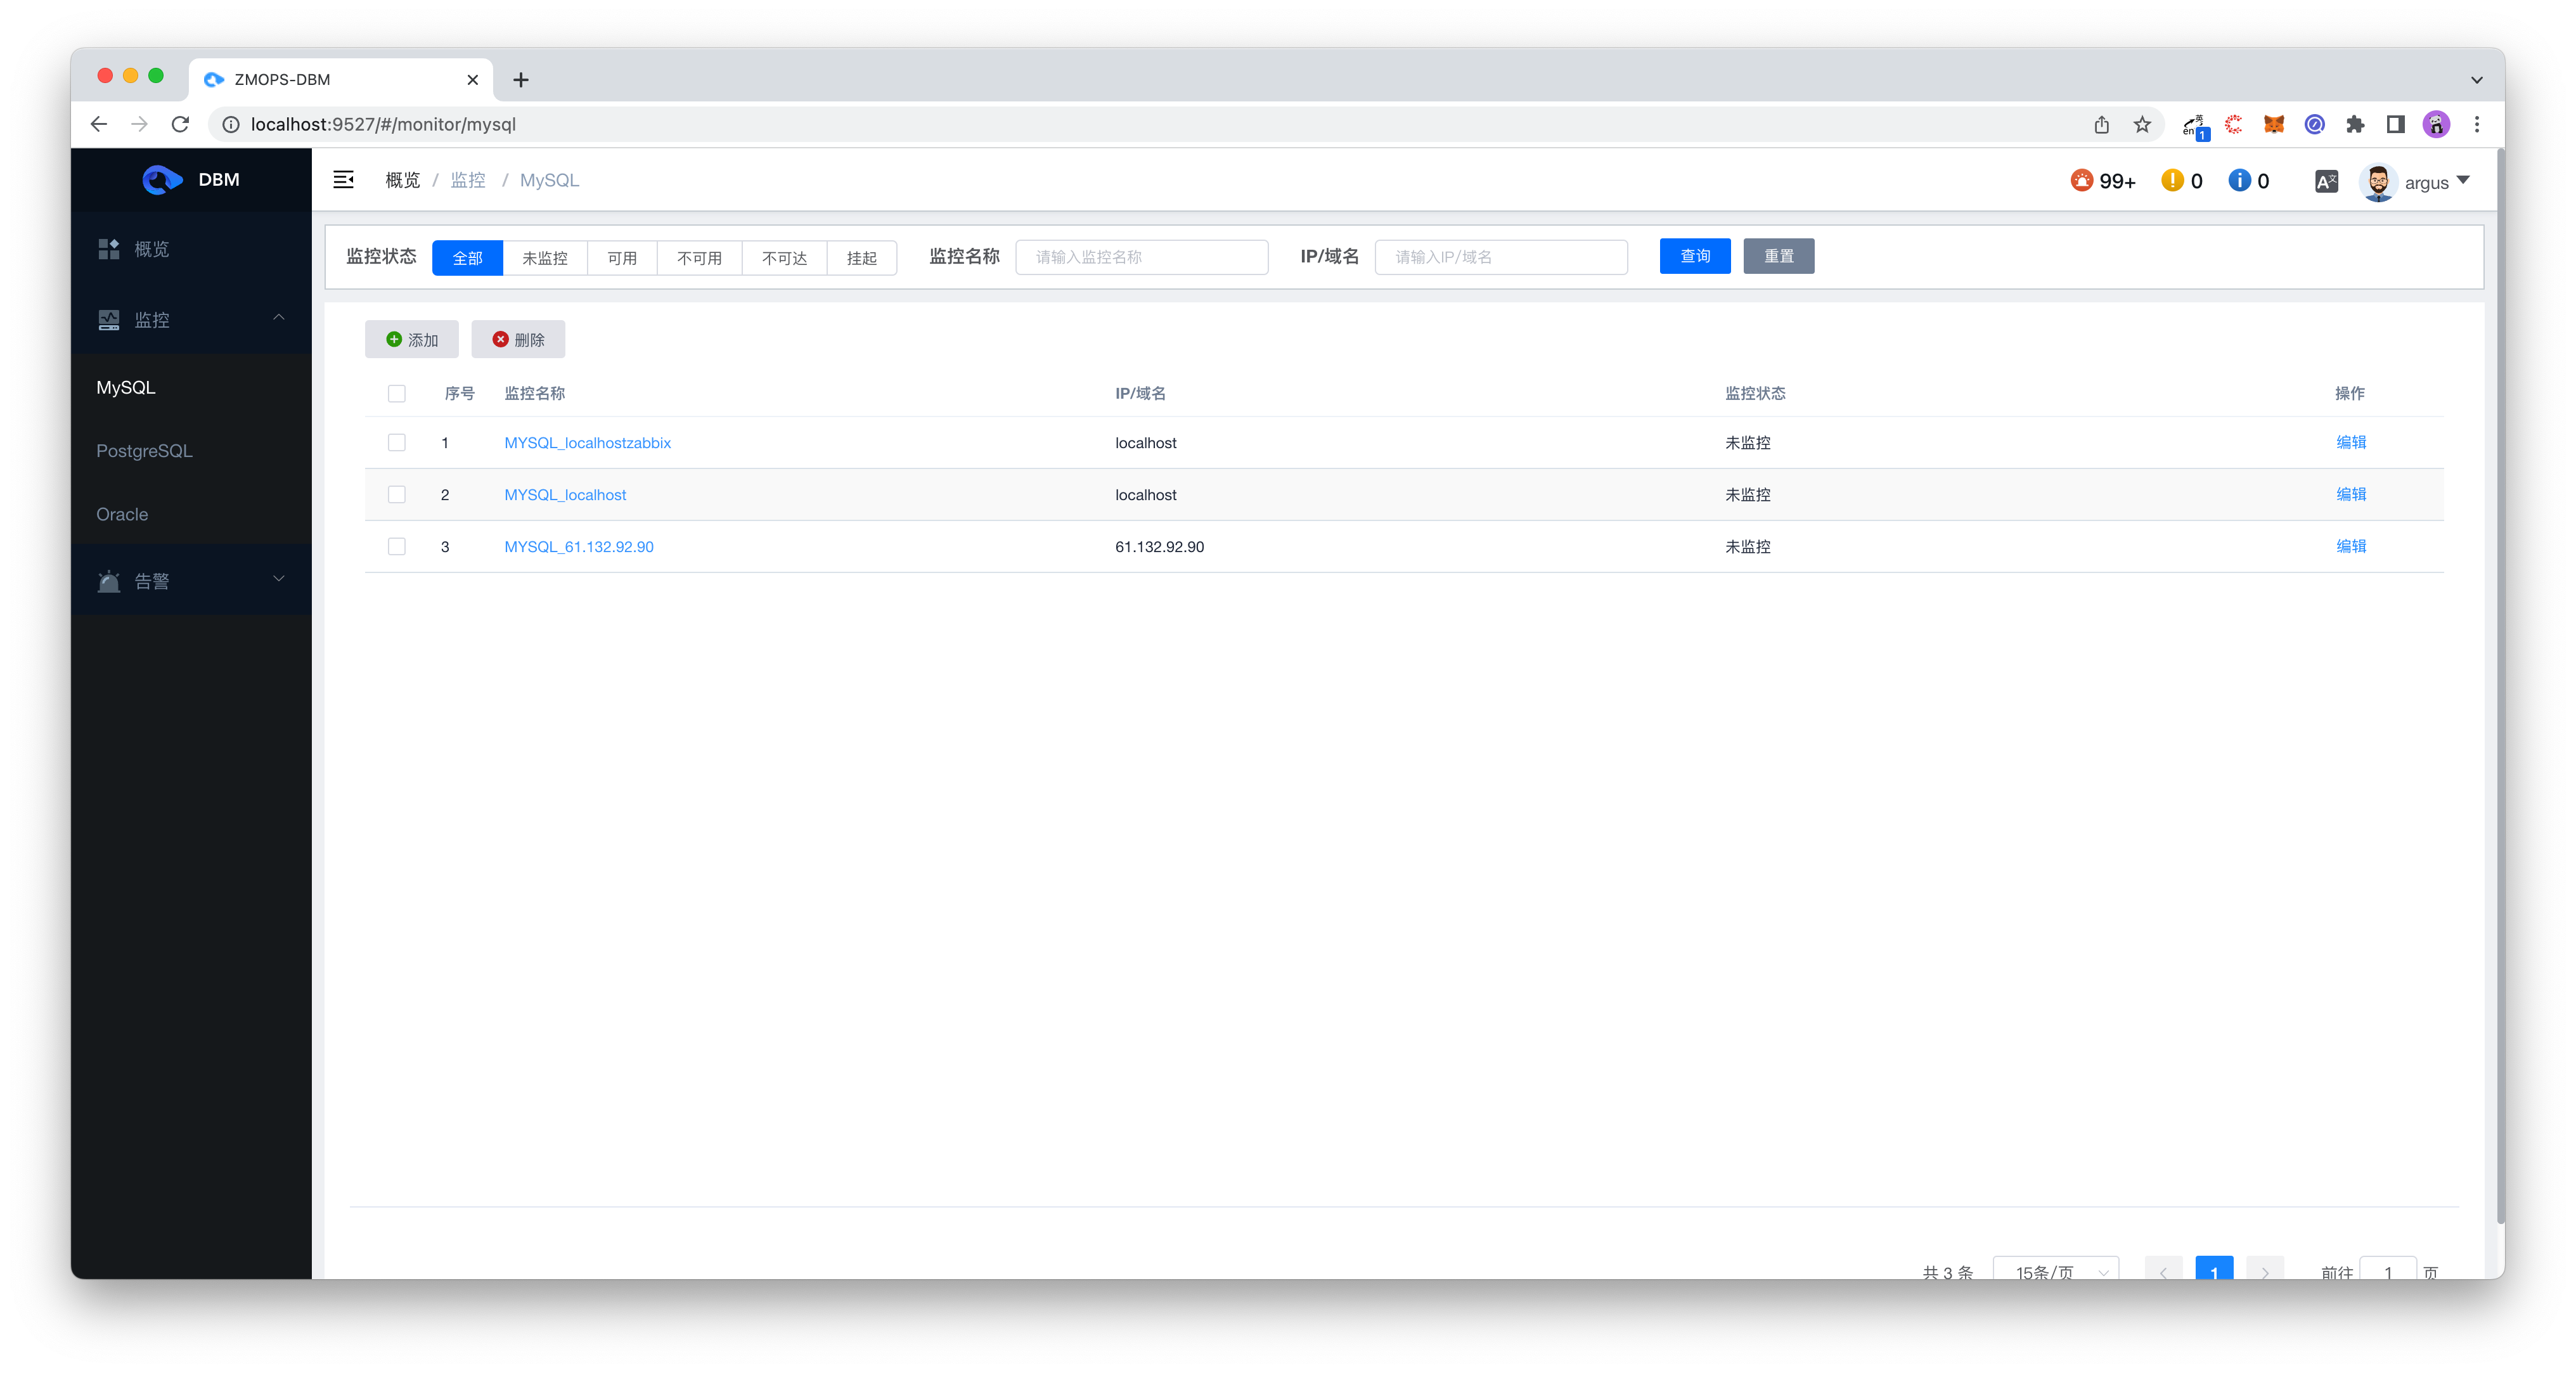 ZMOPS-DBM
localhost:9527/#/monitor/mysql
英
en
1
DBM
概览 / 监控 / MySQL
99+ 0 0
argus
概览
监控
MySQL
PostgreSQL
Oracle
告警
监控状态 全部 未监控 可用 不可用 不可达 挂起 监控名称 请输入监控名称 IP/域名 请输入IP/域名 查询 重置
添加 删除
序号 监控名称 IP/域名 监控状态 操作
1 MYSQL_localhostzabbix localhost 未监控 编辑
2 MYSQL_localhost localhost 未监控 编辑
3 MYSQL_61.132.92.90 61.132.92.90 未监控 编辑
共 3 条 15条/页 1 前往 1 页